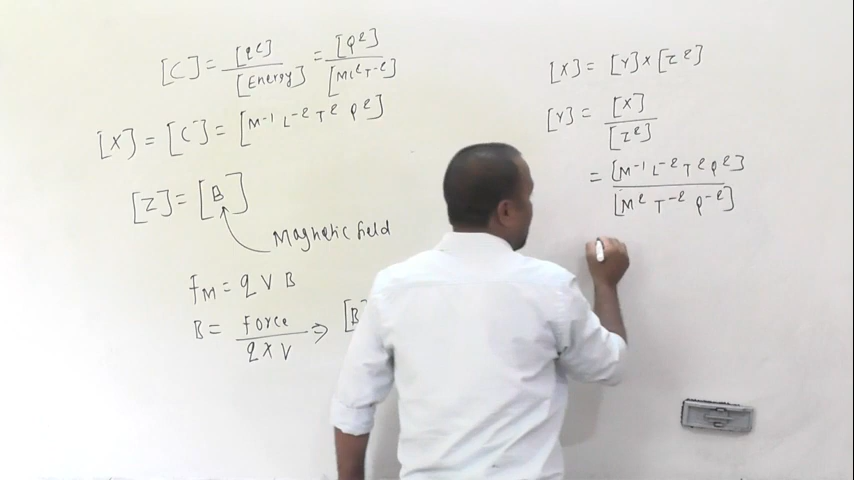 [C] = [q²] / [Energy] = [Q²] / [ML²T⁻²]
[X] = [C] = [M⁻¹ L⁻² T² Q²]
[Z] = [B]
Magnetic field
fM = q V B
B = force / q x V ⇒ [B]
[X] = [Y] x [Z²]
[Y] = [X] / [Z²]
= [M⁻¹ L⁻² T² Q²] / [M² T⁻² Q⁻²]